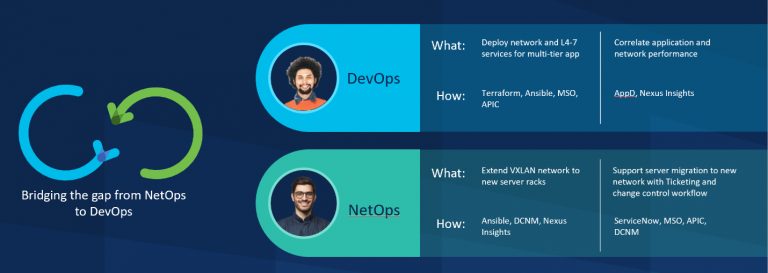 Bridging the gap from NetOps
to DevOps
DevOps
What:
Deploy network and L4-7
services for multi-tier app
Correlate application and
network performance
How:
Terraform, Ansible, MSO,
APIC
AppD, Nexus Insights
NetOps
What:
Extend VXLAN network to
new server racks
Support server migration to new
network with Ticketing and
change control workflow
How:
Ansible, DCNM, Nexus
Insights
ServiceNow, MSO, APIC,
DCNM